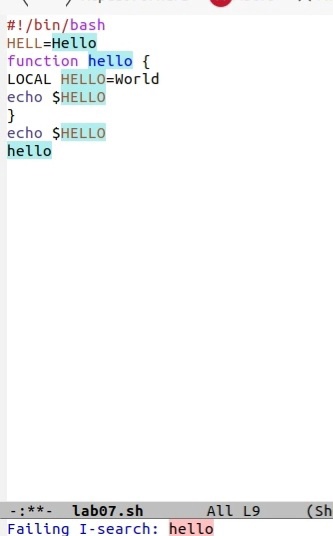 #!/bin/bash
HELL=Hello
function hello {
LOCAL HELLO=World
echo $HELLO
}
echo $HELLO
hello
-:**- lab07.sh All L9 (Sh
Failing I-search: hello